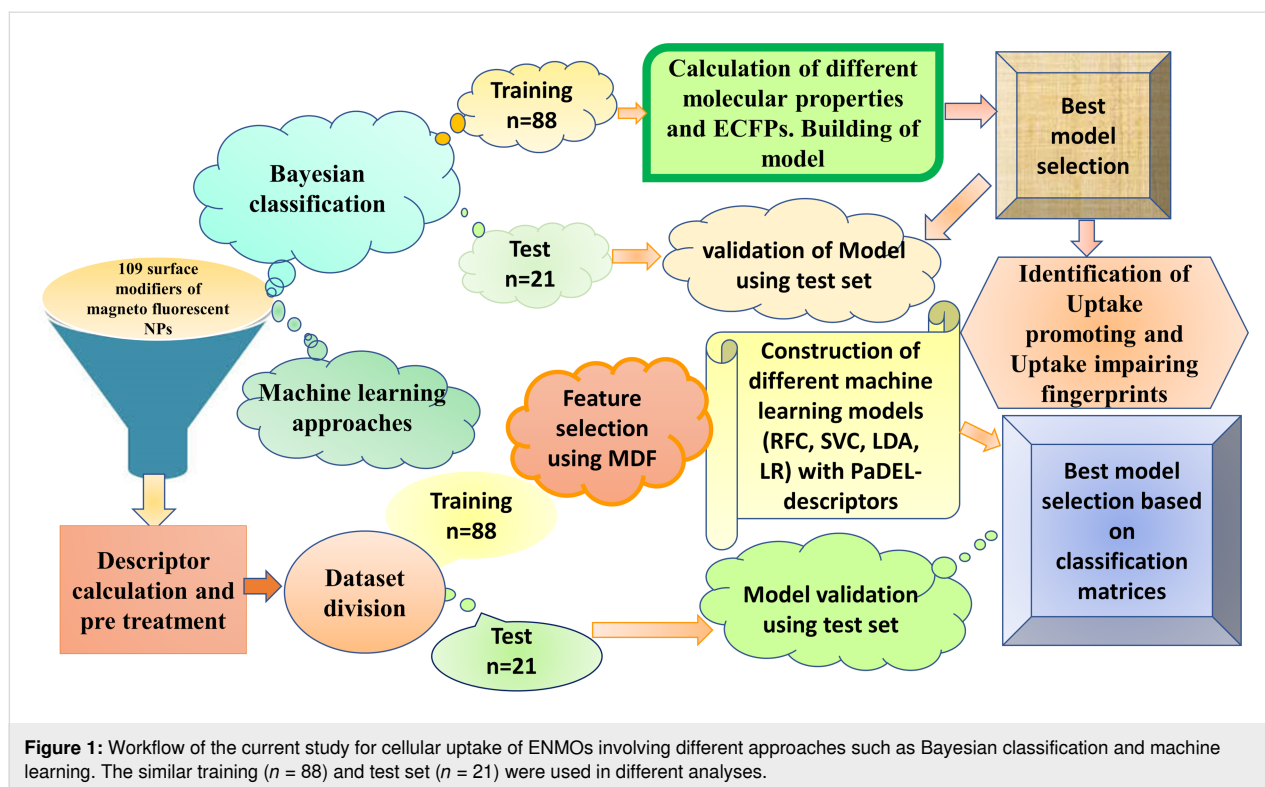 Training
n=88
Calculation of different
molecular properties
and ECFPs. Building of
model
Best
model
selection
Bayesian
classification
Test
n=21
validation of Model
using test set
Identification of
Uptake
promoting and
Uptake impairing
fingerprints
109 surface
modifiers of
magneto fluorescent
NPs
Machine learning
approaches
Feature
selection
using MDF
Construction of
different machine
learning models
(RFC, SVC, LDA,
LR) with PaDEL-
descriptors
Best model
selection based
on
classification
matrices
Descriptor
calculation and
pre treatment
Dataset
division
Training
n=88
Test
n=21
Model validation
using test set
Figure 1: Workflow of the current study for cellular uptake of ENMOs involving different approaches such as Bayesian classification and machine
learning. The similar training (n = 88) and test set (n = 21) were used in different analyses.